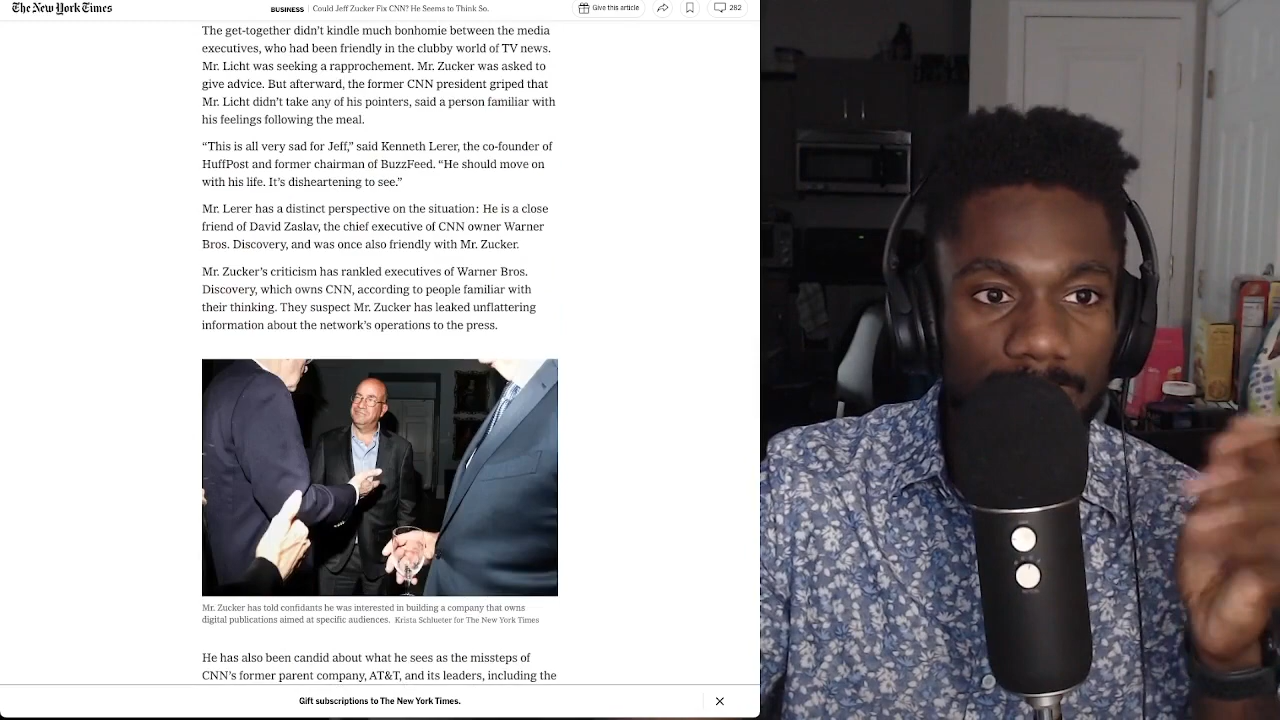 The New York Times
BUSINESS | Could Jeff Zucker Fix CNN? He Seems to Think So.
Give this article
262
The get-together didn’t kindle much bonhomie between the media
executives, who had been friendly in the clubby world of TV news.
Mr. Licht was seeking a rapprochement. Mr. Zucker was asked to
give advice. But afterward, the former CNN president griped that
Mr. Licht didn’t take any of his pointers, said a person familiar with
his feelings following the meal.
“This is all very sad for Jeff,” said Kenneth Lerer, the co-founder of
HuffPost and former chairman of BuzzFeed. “He should move on
with his life. It’s disheartening to see.”
Mr. Lerer has a distinct perspective on the situation: He is a close
friend of David Zaslav, the chief executive of CNN owner Warner
Bros. Discovery, and was once also friendly with Mr. Zucker.
Mr. Zucker’s criticism has rankled executives of Warner Bros.
Discovery, which owns CNN, according to people familiar with
their thinking. They suspect Mr. Zucker has leaked unflattering
information about the network’s operations to the press.
Mr. Zucker has told confidants he was interested in building a company that owns
digital publications aimed at specific audiences. Krista Schlueter for The New York Times
He has also been candid about what he sees as the missteps of
CNN’s former parent company, AT&T, and its leaders, including the
Gift subscriptions to The New York Times.